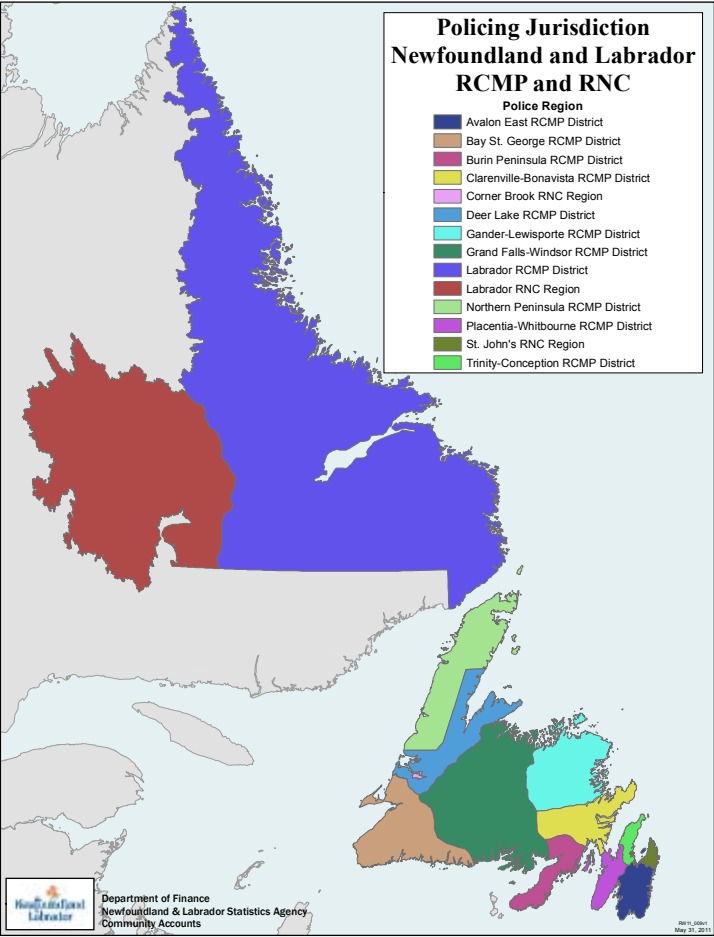 Policing Jurisdiction
Newfoundland and Labrador
RCMP and RNC
Police Region
Avalon East RCMP District
Bay St. George RCMP District
Burin Peninsula RCMP District
Clarenville-Bonavista RCMP District
Corner Brook RNC Region
Deer Lake RCMP District
Gander-Lewisporte RCMP District
Grand Falls-Windsor RCMP District
Labrador RCMP District
Labrador RNC Region
Northern Peninsula RCMP District
Placentia-Whitbourne RCMP District
St. John's RNC Region
Trinity-Conception RCMP District
Newfoundland
Labrador
Department of Finance
Newfoundland & Labrador Statistics Agency
Community Accounts
May 31, 2011